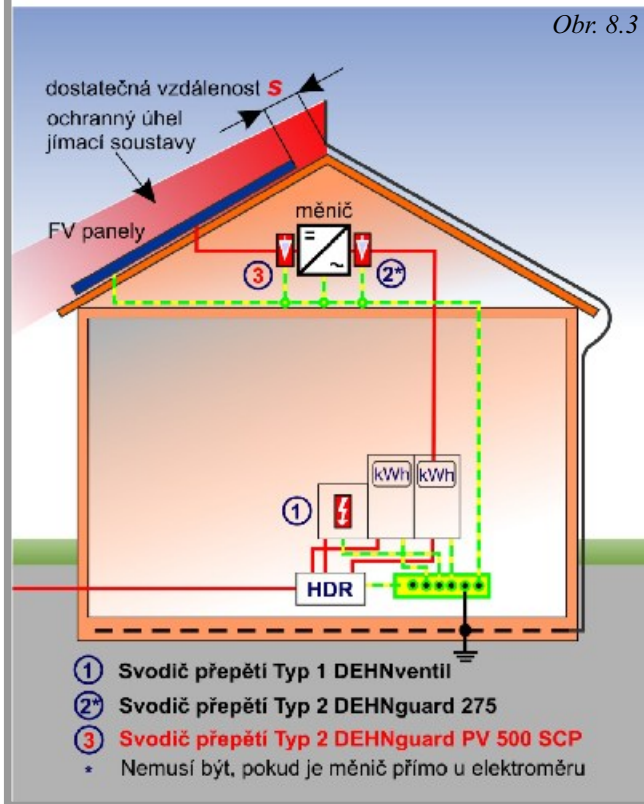 Obr. 8.3
dostatečná vzdálenost s
ochranný úhel
jímací soustavy
FV panely
měnič
=
~
3
2*
kWh
kWh
1
HDR
1 Svodič přepětí Typ 1 DEHNventil
2* Svodič přepětí Typ 2 DEHNguard 275
3 Svodič přepětí Typ 2 DEHNguard PV 500 SCP
* Nemusí být, pokud je měnič přímo u elektroměru